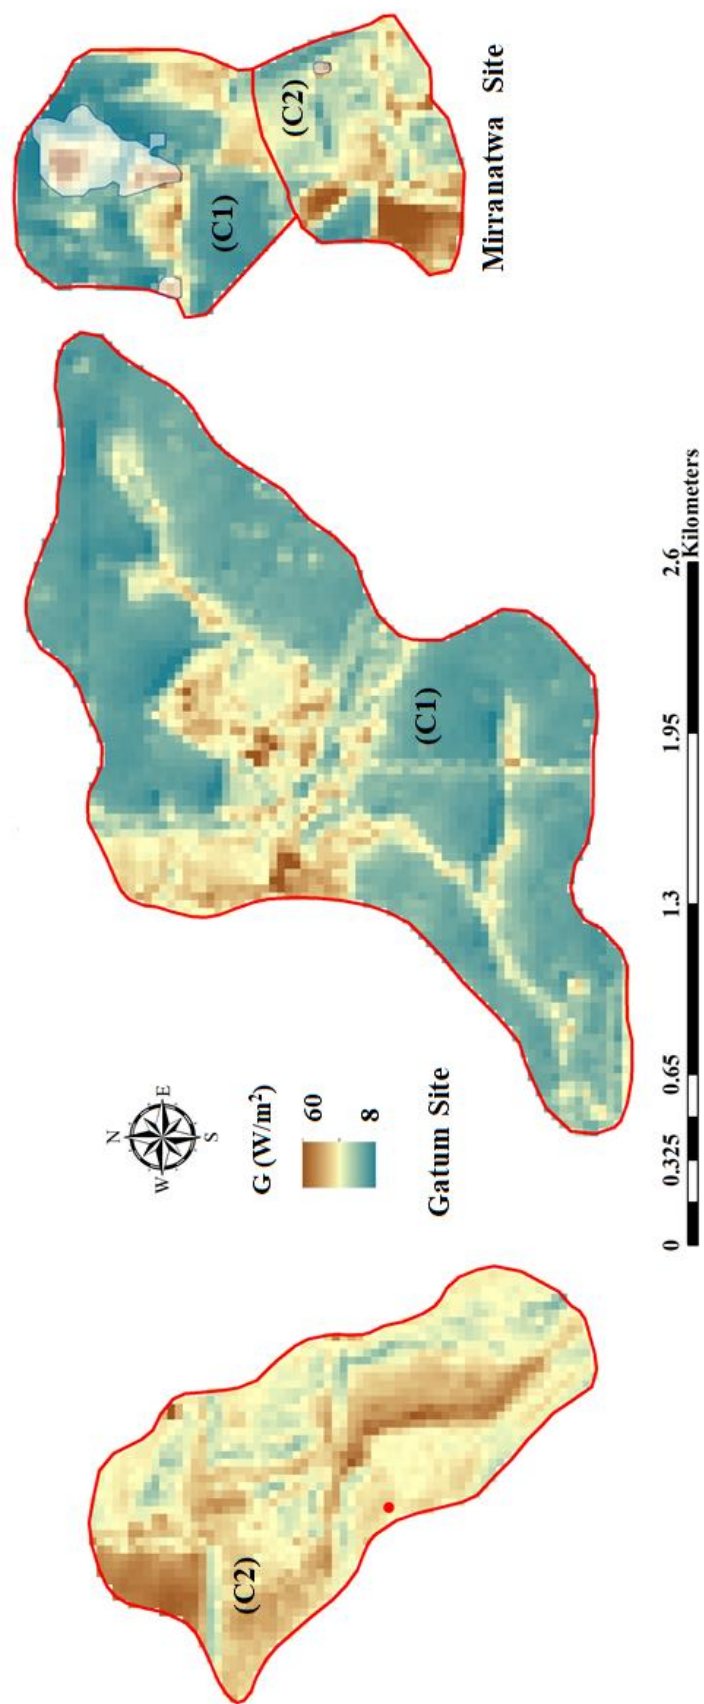 (C2)
N
W
E
S
G (W/m²)
60
8
Gatum Site
(C1)
(C1)
(C2)
Mirranatwa Site
0 0.325 0.65 1.3 1.95 2.6
Kilometers